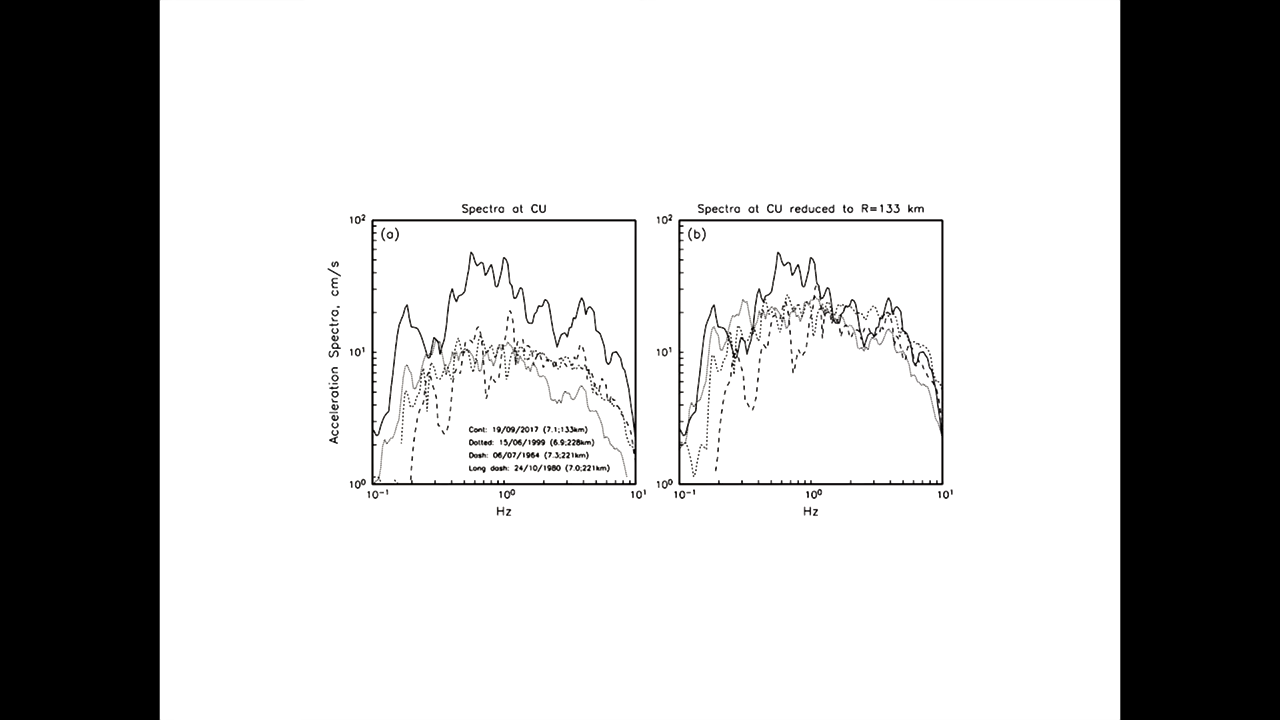 Spectra at CU
(a)
10²
10¹
10⁰
Acceleration Spectra, cm/s
Cont: 19/09/2017 (7.1;133km)
Dotted: 15/06/1999 (6.9;228km)
Dash: 06/07/1964 (7.3;221km)
Long dash: 24/10/1980 (7.0;221km)
10⁻¹ 10⁰ 10¹
Hz
Spectra at CU reduced to R=133 km
(b)
10²
10¹
10⁰
10⁻¹ 10⁰ 10¹
Hz